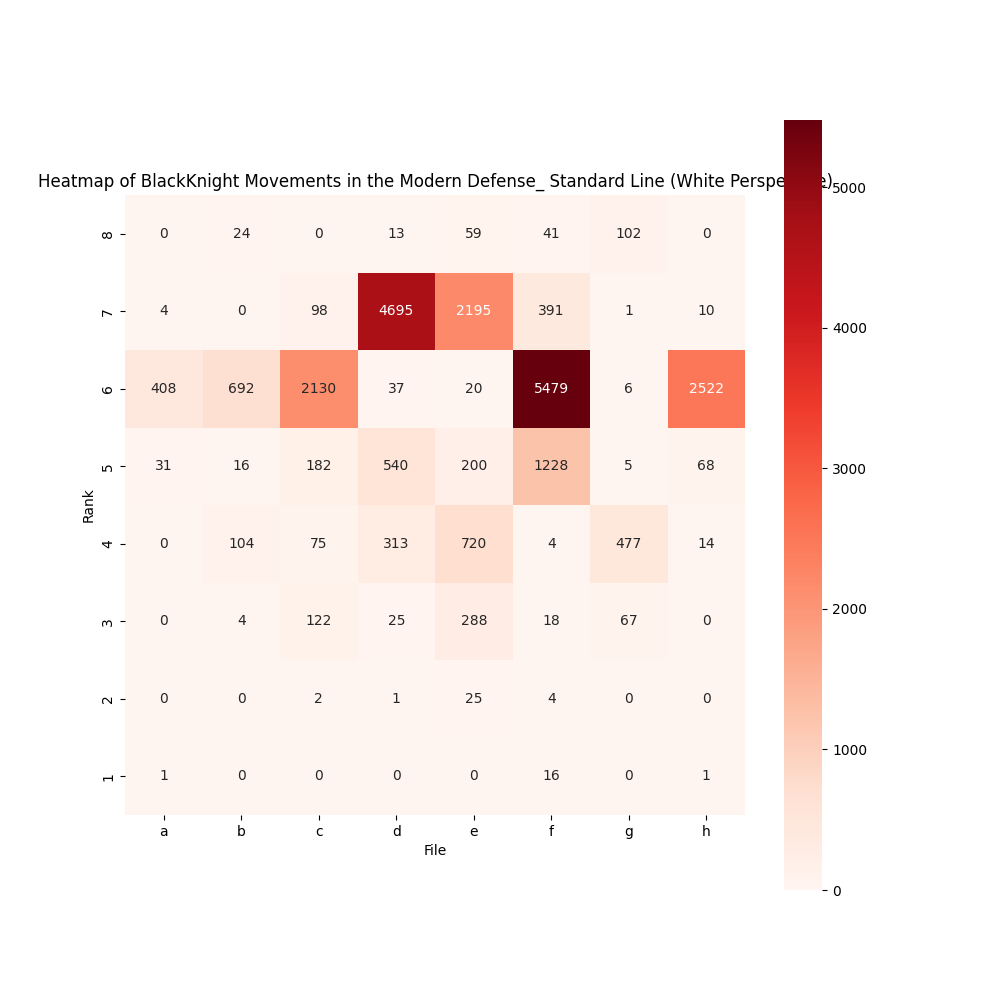 Heatmap of BlackKnight Movements in the Modern Defense_ Standard Line (White Perspe e)
5000
8 0 24 0 13 59 41 102 0
7 4 0 98 4695 2195 391 1 10
4000
6 408 692 2130 37 20 5479 6 2522
3000
5 31 16 182 540 200 1228 5 68
Rank
4 0 104 75 313 720 4 477 14
2000
3 0 4 122 25 288 18 67 0
2 0 0 2 1 25 4 0 0
1000
1 1 0 0 0 0 16 0 1
a b c d e f g h
File
0